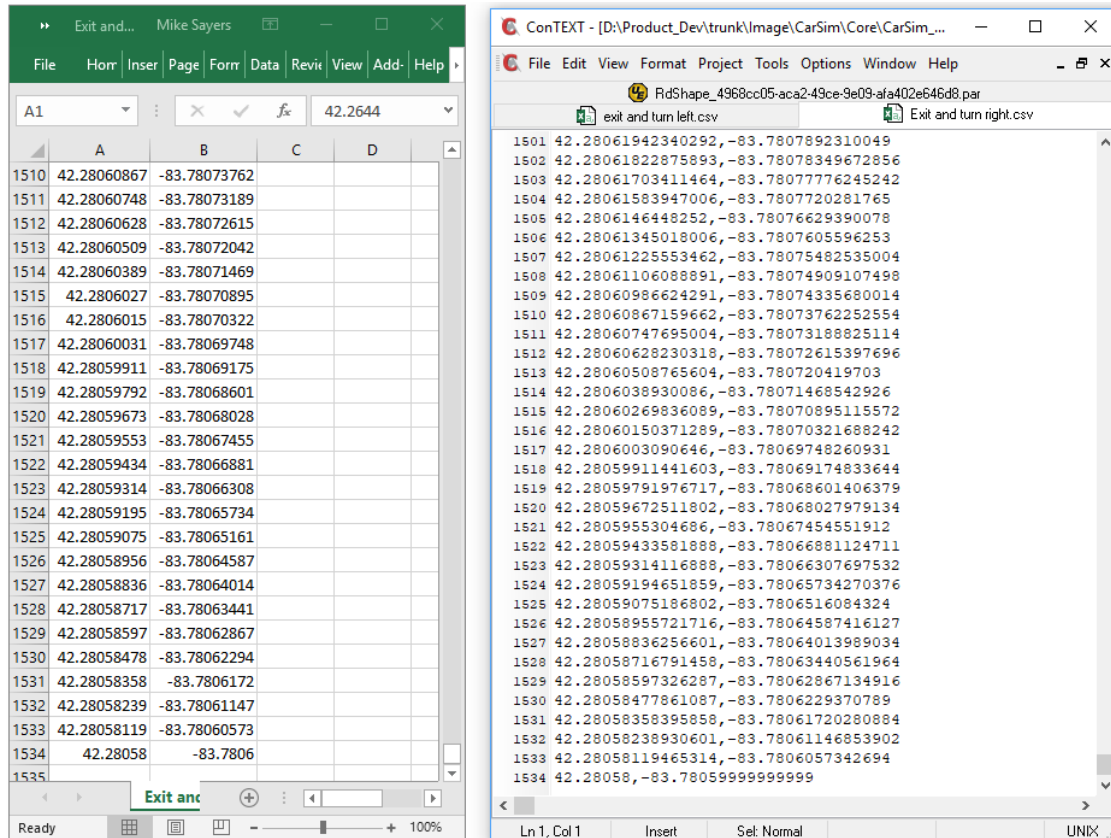 Exit and... Mike Sayers
File Hom Inser Page Form Data Revie View Add- Help
A1 fx 42.2644
A B C D
1510 42.28060867 -83.78073762
1511 42.28060748 -83.78073189
1512 42.28060628 -83.78072615
1513 42.28060509 -83.78072042
1514 42.28060389 -83.78071469
1515 42.2806027 -83.78070895
1516 42.2806015 -83.78070322
1517 42.28060031 -83.78069748
1518 42.28059911 -83.78069175
1519 42.28059792 -83.78068601
1520 42.28059673 -83.78068028
1521 42.28059553 -83.78067455
1522 42.28059434 -83.78066881
1523 42.28059314 -83.78066308
1524 42.28059195 -83.78065734
1525 42.28059075 -83.78065161
1526 42.28058956 -83.78064587
1527 42.28058836 -83.78064014
1528 42.28058717 -83.78063441
1529 42.28058597 -83.78062867
1530 42.28058478 -83.78062294
1531 42.28058358 -83.7806172
1532 42.28058239 -83.78061147
1533 42.28058119 -83.78060573
1534 42.28058 -83.7806
1535
Exit and
Ready 100%
ConTEXT - [D:\Product_Dev\trunk\Image\CarSim\Core\CarSim_...
File Edit View Format Project Tools Options Window Help
RdShape_4968cc05-aca2-49ce-9e09-afa402e646d8.par
exit and turn left.csv Exit and turn right.csv
1501 42.28061942340292,-83.7807892310049
1502 42.28061822875893,-83.78078349672856
1503 42.28061703411464,-83.78077776245242
1504 42.28061583947006,-83.7807720281765
1505 42.2806146448252,-83.78076629390078
1506 42.28061345018006,-83.7807605596253
1507 42.28061225553462,-83.78075482535004
1508 42.28061106088891,-83.78074909107498
1509 42.28060986624291,-83.78074335680014
1510 42.28060867159662,-83.78073762252554
1511 42.28060747695004,-83.78073188825114
1512 42.28060628230318,-83.78072615397696
1513 42.28060508765604,-83.780720419703
1514 42.2806038930086,-83.78071468542926
1515 42.28060269836089,-83.78070895115572
1516 42.28060150371289,-83.78070321688242
1517 42.2806003090646,-83.78069748260931
1518 42.28059911441603,-83.78069174833644
1519 42.28059791976717,-83.78068601406379
1520 42.28059672511802,-83.78068027979134
1521 42.2805955304686,-83.78067454551912
1522 42.28059433581888,-83.78066881124711
1523 42.28059314116888,-83.78066307697532
1524 42.28059194651859,-83.78065734270376
1525 42.28059075186802,-83.7806516084324
1526 42.28058955721716,-83.78064587416127
1527 42.28058836256601,-83.78064013989034
1528 42.28058716791458,-83.78063440561964
1529 42.28058597326287,-83.78062867134916
1530 42.28058477861087,-83.7806229370789
1531 42.28058358395858,-83.78061720280884
1532 42.28058238930601,-83.78061146853902
1533 42.28058119465314,-83.7806057342694
1534 42.28058,-83.78059999999999
Ln 1, Col 1 Insert Sel: Normal UNIX